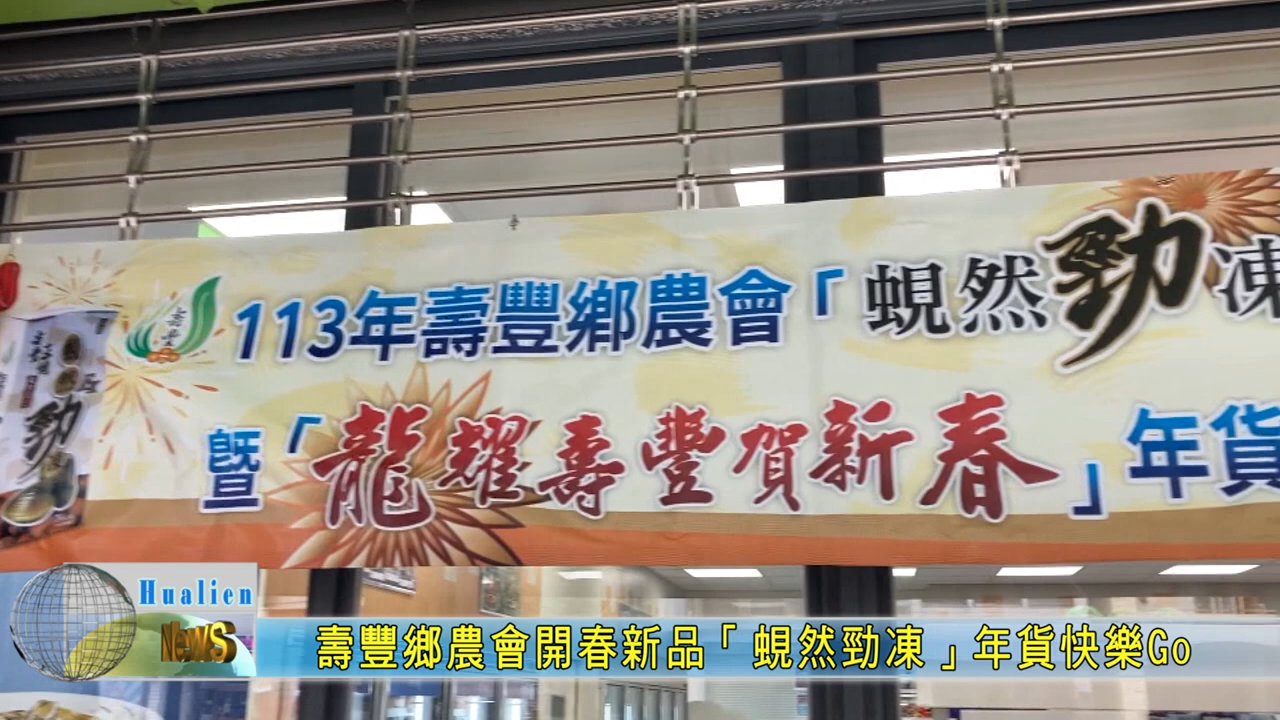 113年壽豐鄉農會「蜆然勁凍
暨「龍耀壽豐賀新春」年貨
勁
Hualien
News
壽豐鄉農會開春新品「蜆然勁凍」年貨快樂Go